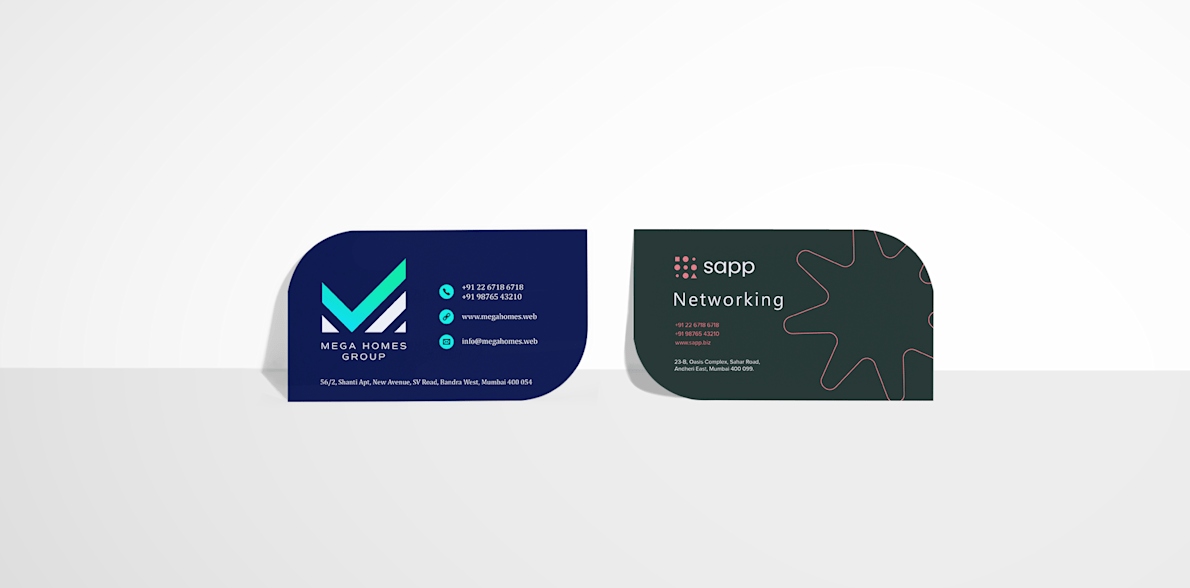 MEGA HOMES
GROUP
+91 22 6718 6718
+91 98765 43210
www.megahomes.web
info@megahomes.web
56/2, Shanti Apt, New Avenue, SV Road, Bandra West, Mumbai 400 054
sapp
Networking
+91 22 6718 6718
+91 98765 43210
www.sapp.biz
23-B, Oasis Complex, Sahar Road,
Andheri East, Mumbai 400 099.